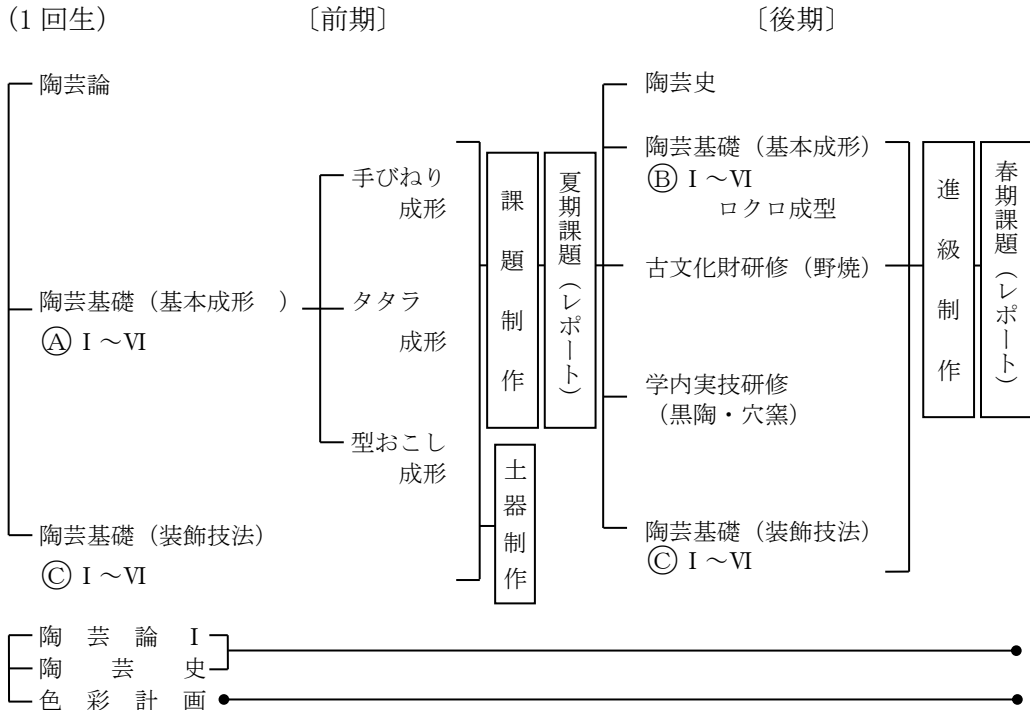 (1 回生)
〔前期〕
〔後期〕
陶芸論
陶芸基礎（基本成形　）
Ⓐ Ⅰ～Ⅵ
陶芸基礎（装飾技法）
Ⓒ Ⅰ～Ⅵ
手びねり
成形
タタラ
成形
型おこし
成形
課題制作
夏期課題（レポート）
土器制作
陶芸史
陶芸基礎（基本成形）
Ⓑ Ⅰ～Ⅵ
ロクロ成型
古文化財研修（野焼）
学内実技研修
（黒陶・穴窯）
陶芸基礎（装飾技法）
Ⓒ Ⅰ～Ⅵ
進級制作
春期課題（レポート）
陶　芸　論　Ⅰ
陶　芸　史
色　彩　計　画